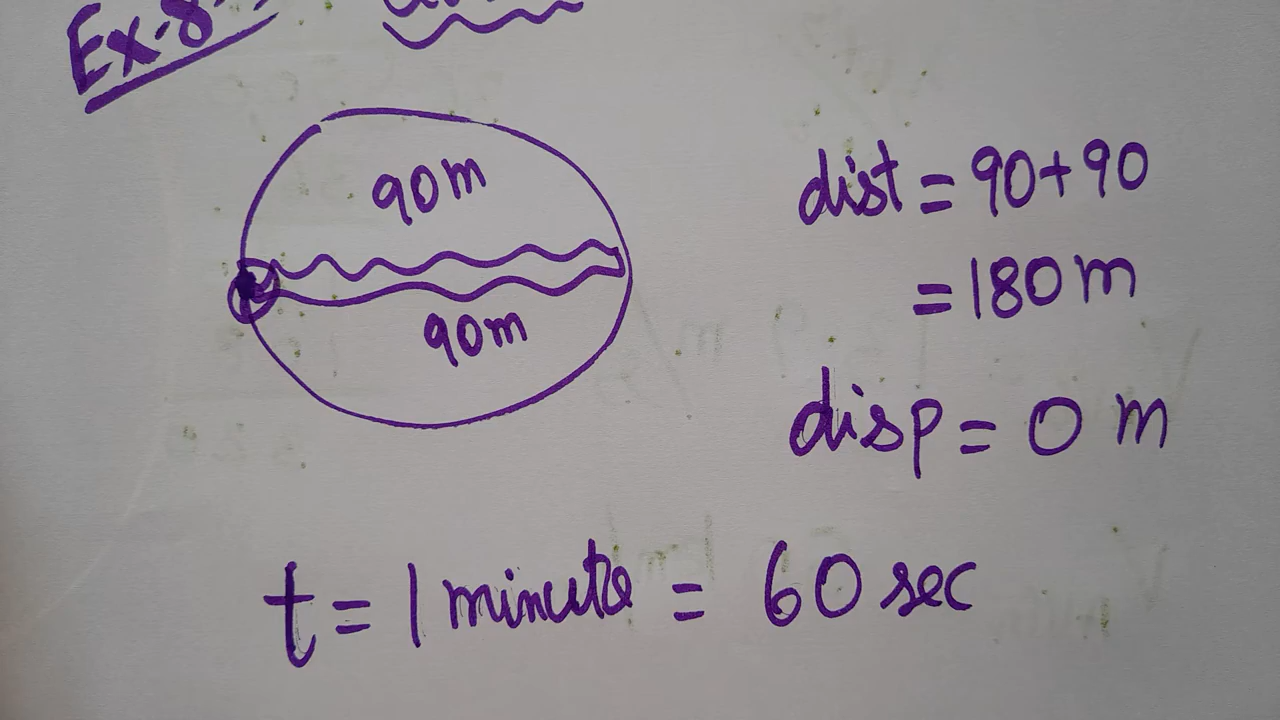 Ex-8
90m
90m
dist = 90+90
= 180 m
disp = 0 m
t = 1 minute = 60 sec